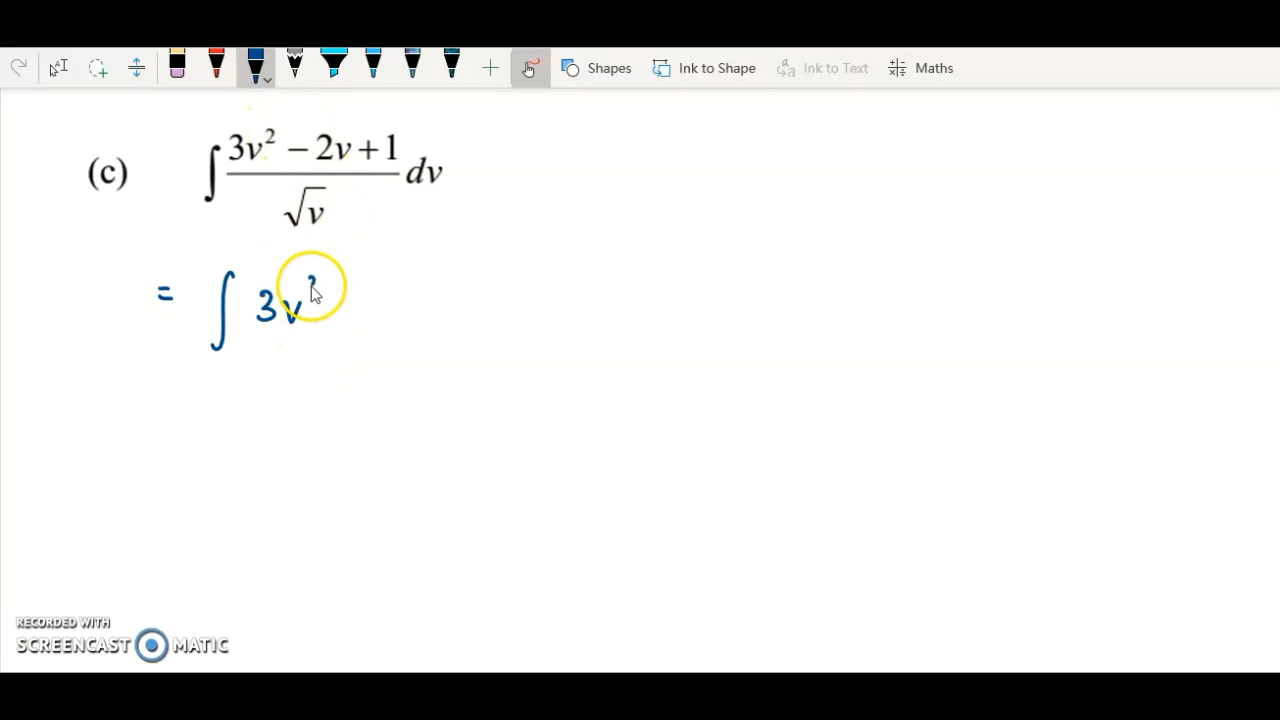 Shapes Ink to Shape Ink to Text Maths
(c) ∫ (3v² − 2v + 1)/√v dv
= ∫ 3v
RECORDED WITH
SCREENCAST MATIC